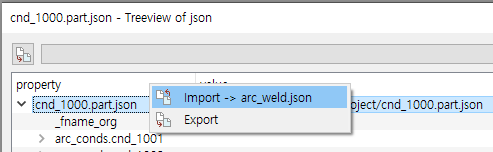 cnd_1000.part.json - Treeview of json
property value
cnd_1000.part.json oject/cnd_1000.part.json
Import -> arc_weld.json
_fname_org
Export
arc_conds.cnd_1001